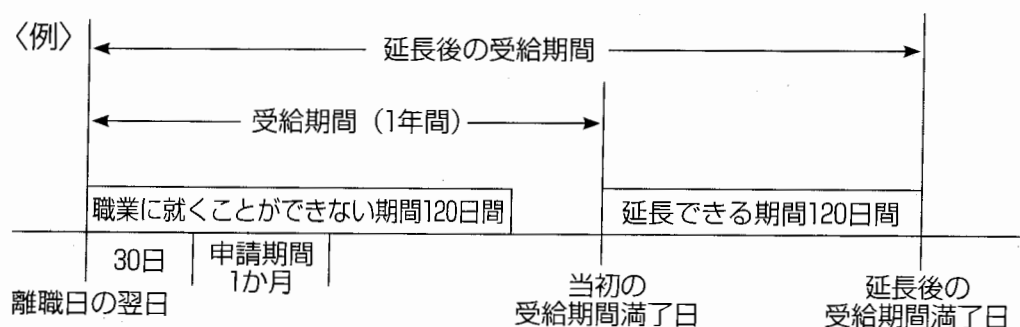 〈例〉
延長後の受給期間
受給期間（1年間）
職業に就くことができない期間120日間
延長できる期間120日間
30日
申請期間
1か月
離職日の翌日
当初の
受給期間満了日
延長後の
受給期間満了日